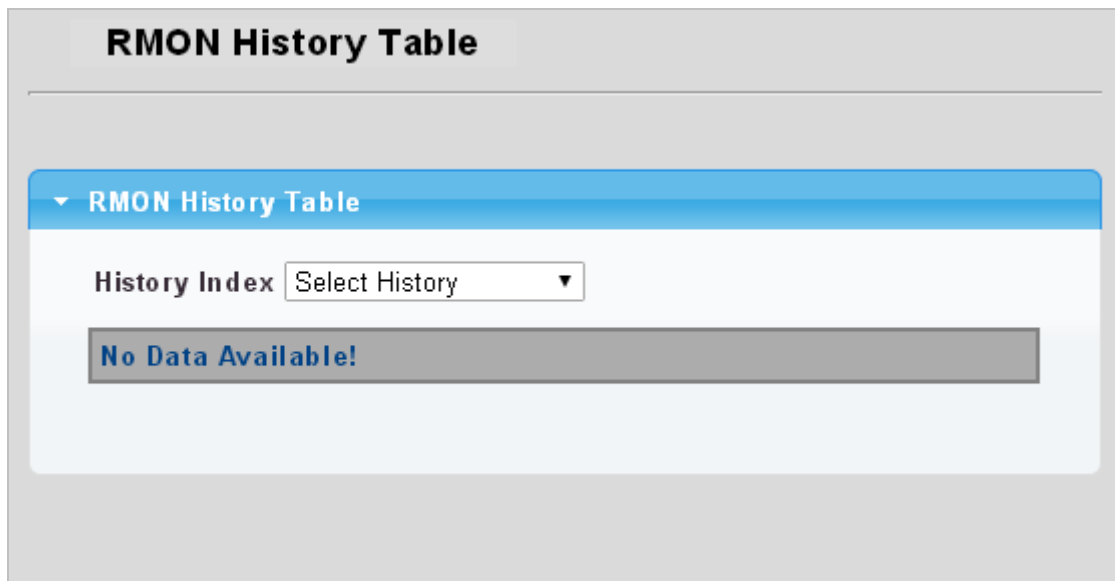 RMON History Table
RMON History Table
History Index Select History
No Data Available!